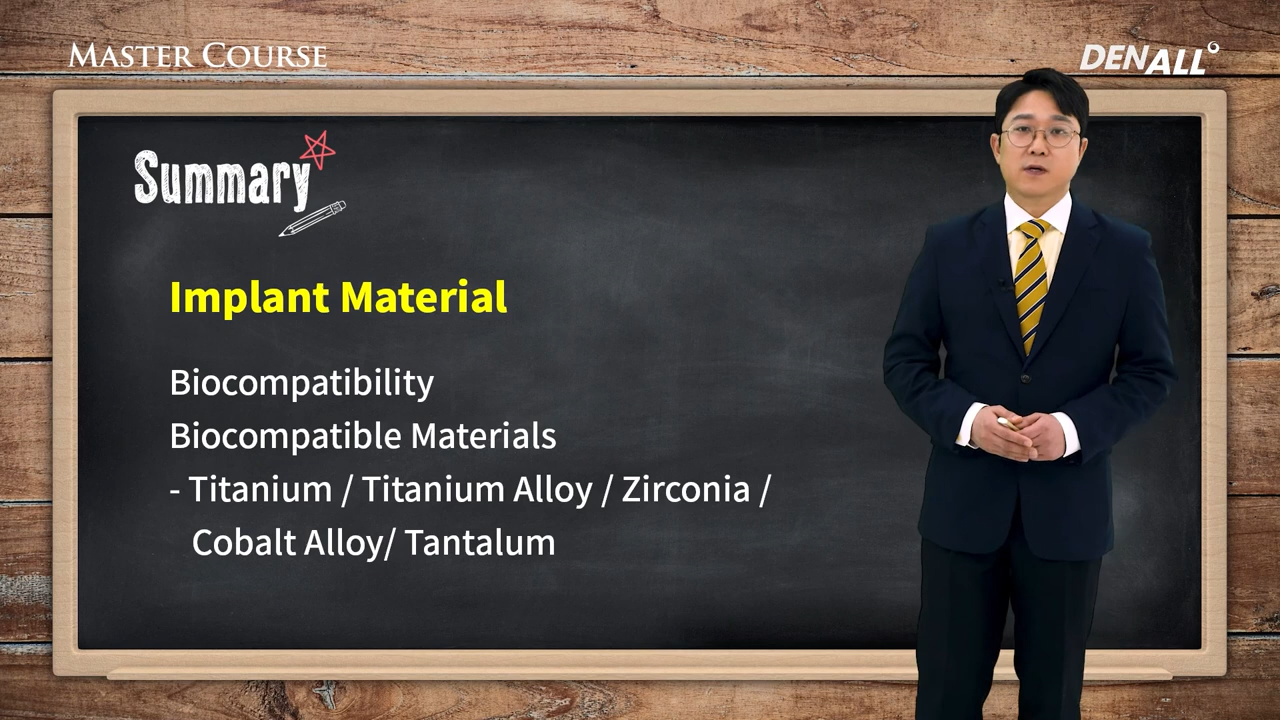 MASTER COURSE
DENALL
Summary
Implant Material
Biocompatibility
Biocompatible Materials
- Titanium / Titanium Alloy / Zirconia /
Cobalt Alloy/ Tantalum